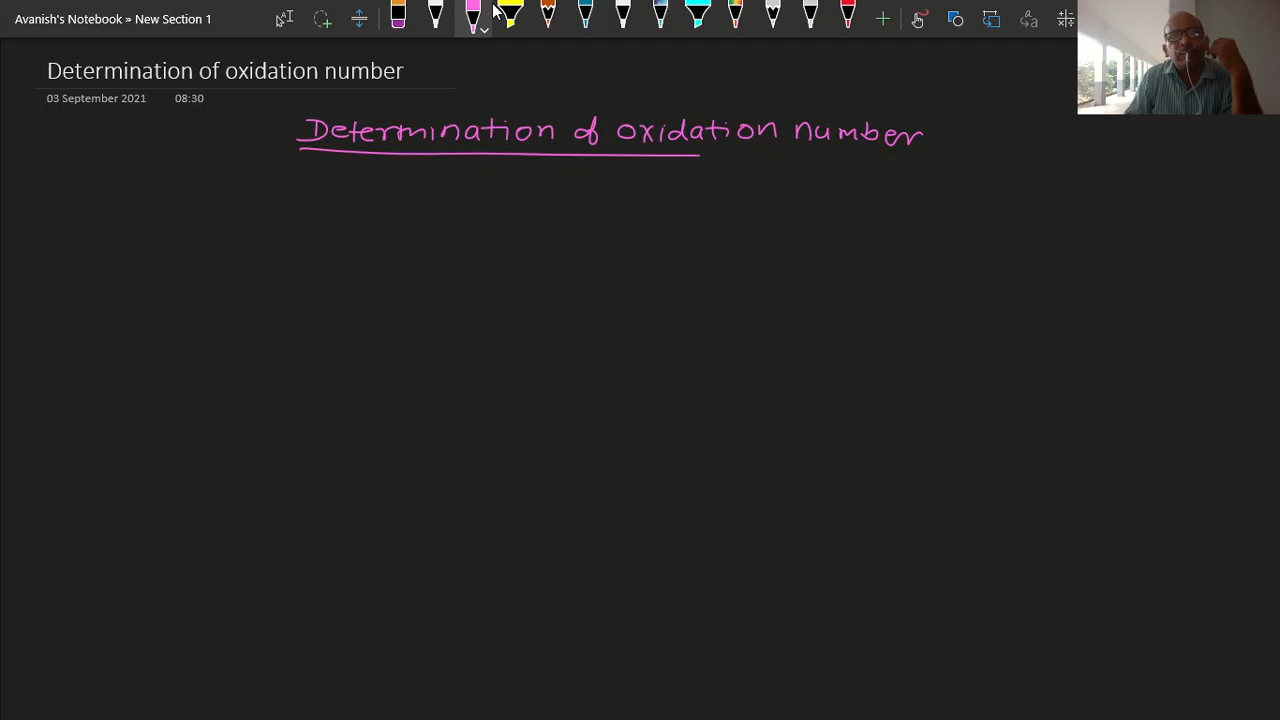 Avanish's Notebook » New Section 1
Determination of oxidation number
03 September 2021 08:30
Determination of oxidation number